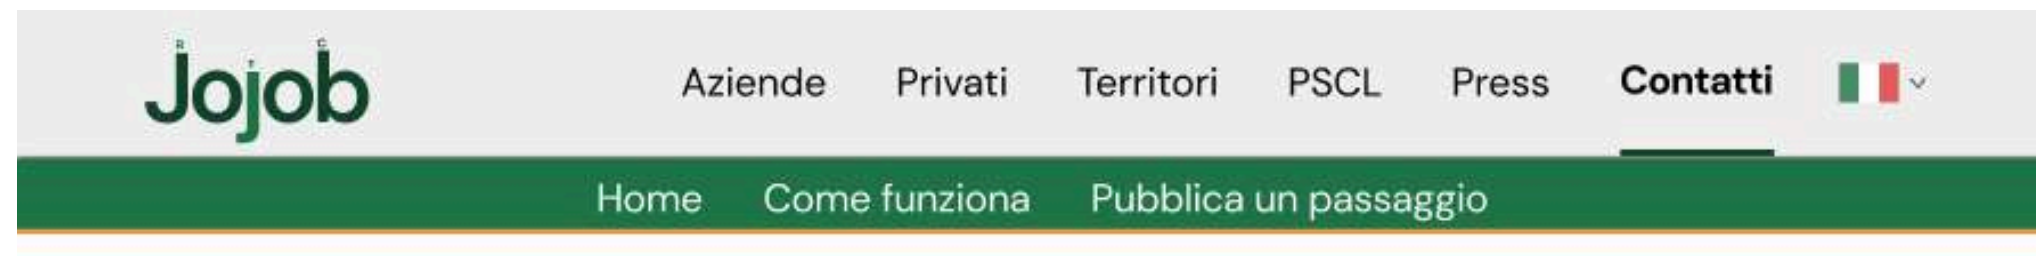 Jojob
Aziende Privati Territori PSCL Press Contatti
Home Come funziona Pubblica un passaggio